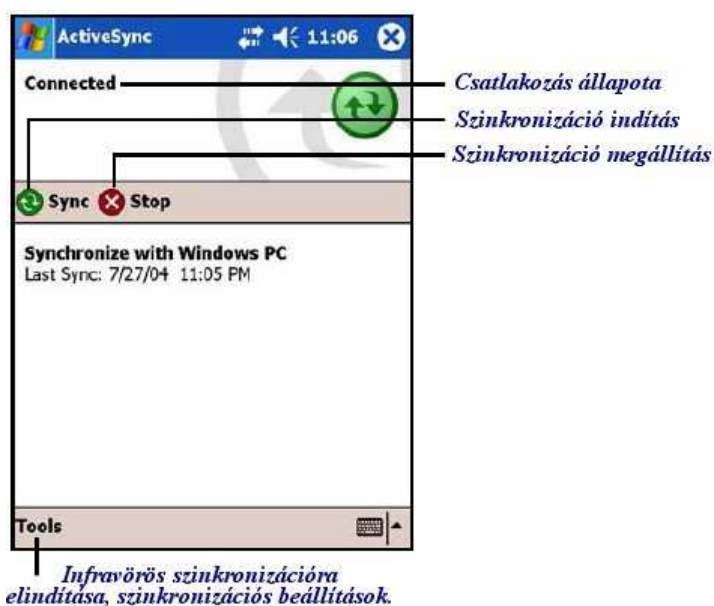 ActiveSync 11:06
Connected
Csatlakozás állapota
Szinkronizáció indítás
Szinkronizáció megállítás
Sync Stop
Synchronize with Windows PC
Last Sync: 7/27/04 11:05 PM
Tools
Infravörös szinkronizációra
elindítása, szinkronizációs beállítások.